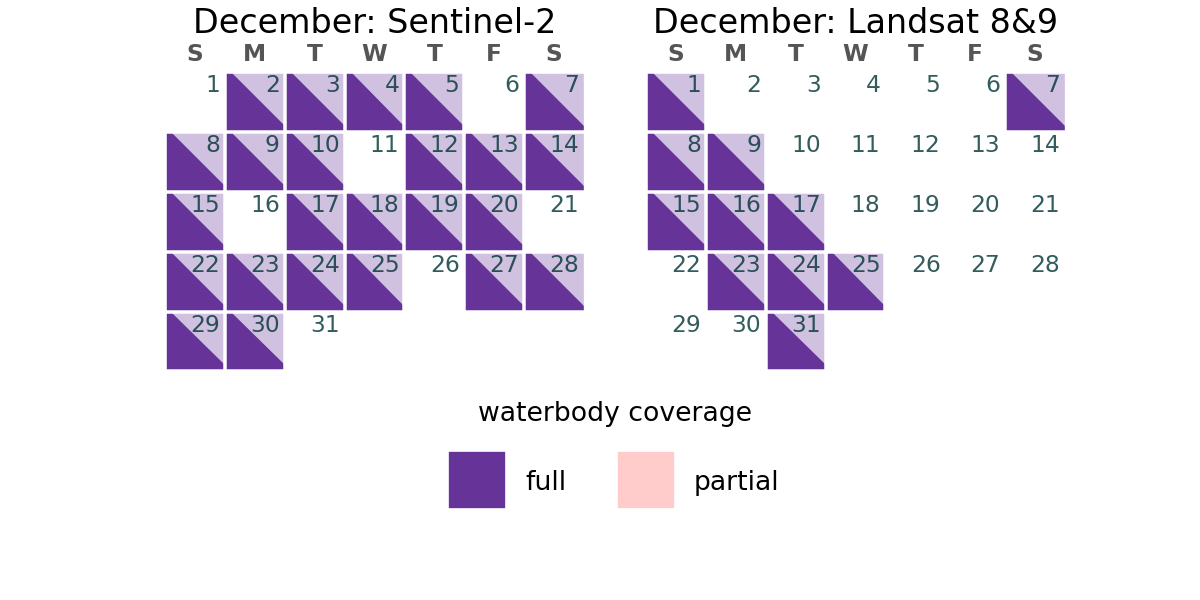 December: Sentinel-2
S M T W T F S
1 2 3 4 5 6 7
8 9 10 11 12 13 14
15 16 17 18 19 20 21
22 23 24 25 26 27 28
29 30 31
December: Landsat 8&9
S M T W T F S
1 2 3 4 5 6 7
8 9 10 11 12 13 14
15 16 17 18 19 20 21
22 23 24 25 26 27 28
29 30 31
waterbody coverage
full partial